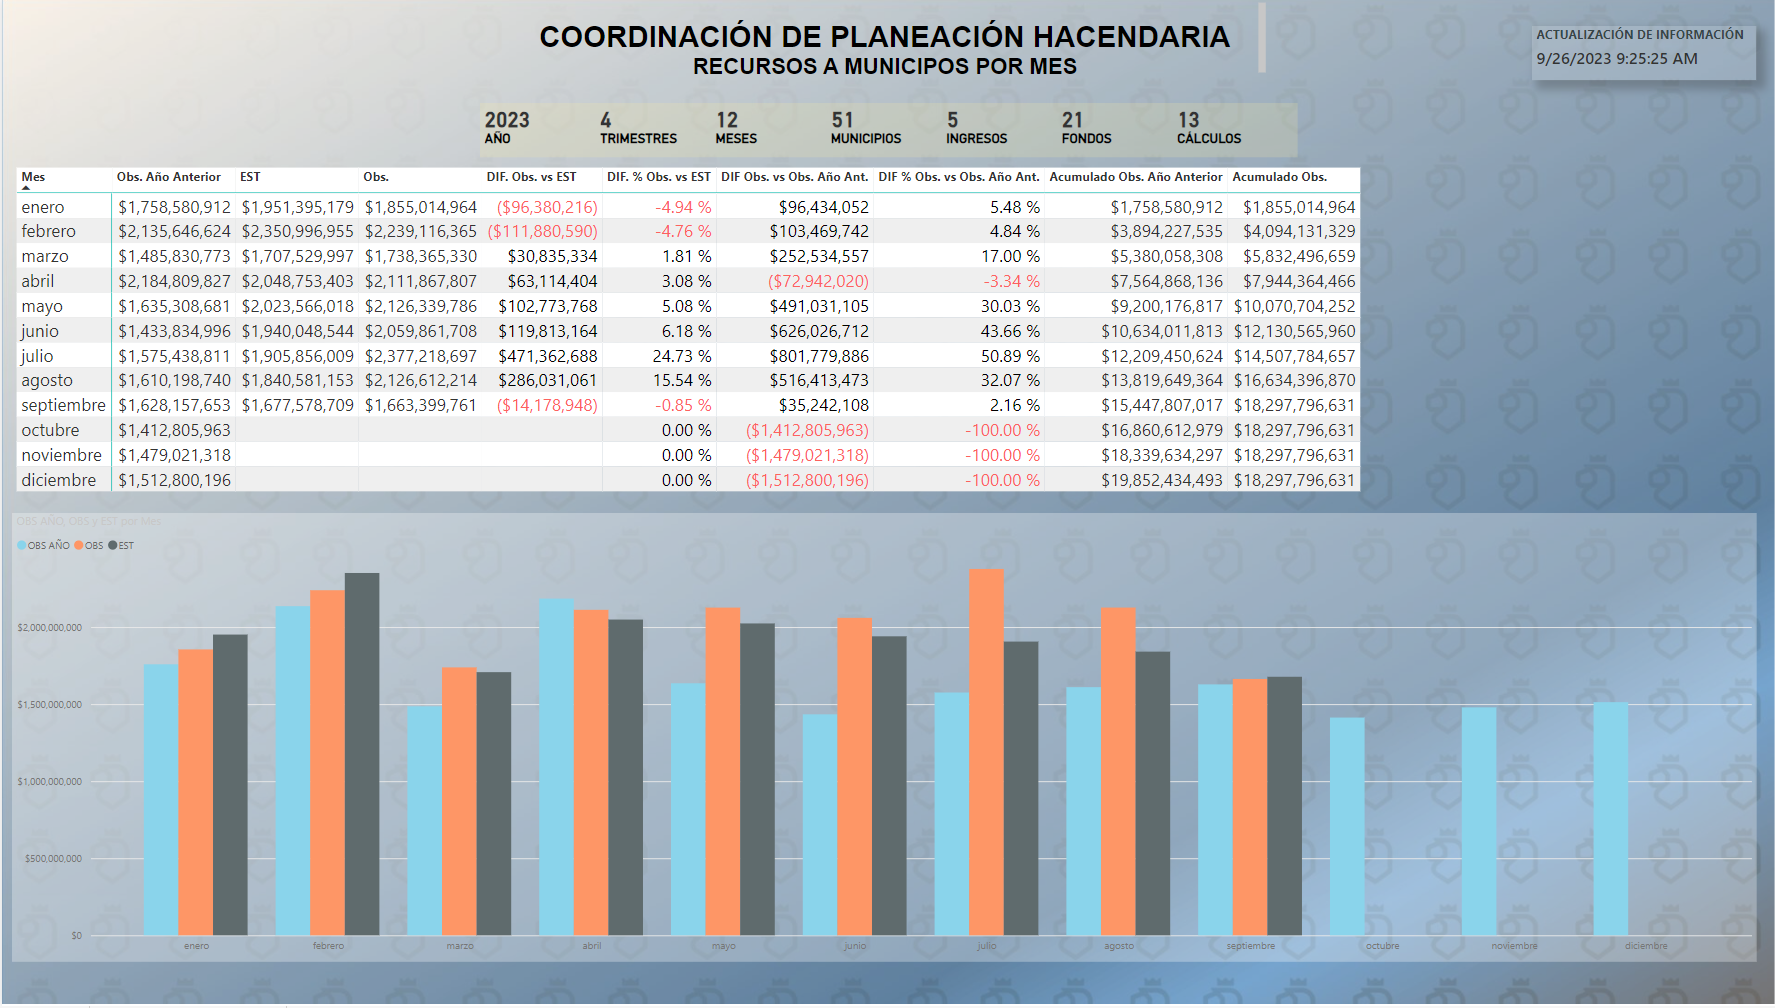 COORDINACIÓN DE PLANEACIÓN HACENDARIA
RECURSOS A MUNICIPOS POR MES
ACTUALIZACIÓN DE INFORMACIÓN
9/26/2023 9:25:25 AM
2023 4 12 51 5 21 13
AÑO TRIMESTRES MESES MUNICIPIOS INGRESOS FONDOS CÁLCULOS
Mes Obs. Año Anterior EST Obs. DIF. Obs. vs EST DIF. % Obs. vs EST DIF Obs. vs Obs. Año Ant. DIF % Obs. vs Obs. Año Ant. Acumulado Obs. Año Anterior Acumulado Obs.
enero $1,758,580,912 $1,951,395,179 $1,855,014,964 ($96,380,216) -4.94 % $96,434,052 5.48 % $1,758,580,912 $1,855,014,964
febrero $2,135,646,624 $2,350,996,955 $2,239,116,365 ($111,880,590) -4.76 % $103,469,742 4.84 % $3,894,227,535 $4,094,131,329
marzo $1,485,830,773 $1,707,529,997 $1,738,365,330 $30,835,334 1.81 % $252,534,557 17.00 % $5,380,058,308 $5,832,496,659
abril $2,184,809,827 $2,048,753,403 $2,111,867,807 $63,114,404 3.08 % ($72,942,020) -3.34 % $7,564,868,136 $7,944,364,466
mayo $1,635,308,681 $2,023,566,018 $2,126,339,786 $102,773,768 5.08 % $491,031,105 30.03 % $9,200,176,817 $10,070,704,252
junio $1,433,834,996 $1,940,048,544 $2,059,861,708 $119,813,164 6.18 % $626,026,712 43.66 % $10,634,011,813 $12,130,565,960
julio $1,575,438,811 $1,905,856,009 $2,377,218,697 $471,362,688 24.73 % $801,779,886 50.89 % $12,209,450,624 $14,507,784,657
agosto $1,610,198,740 $1,840,581,153 $2,126,612,214 $286,031,061 15.54 % $516,413,473 32.07 % $13,819,649,364 $16,634,396,870
septiembre $1,628,157,653 $1,677,578,709 $1,663,399,761 ($14,178,948) -0.85 % $35,242,108 2.16 % $15,447,807,017 $18,297,796,631
octubre $1,412,805,963 0.00 % ($1,412,805,963) -100.00 % $16,860,612,979 $18,297,796,631
noviembre $1,479,021,318 0.00 % ($1,479,021,318) -100.00 % $18,339,634,297 $18,297,796,631
diciembre $1,512,800,196 0.00 % ($1,512,800,196) -100.00 % $19,852,434,493 $18,297,796,631
OBS AÑO, OBS y EST por Mes
OBS AÑO OBS EST
$2,000,000,000
$1,500,000,000
$1,000,000,000
$500,000,000
$0
enero febrero marzo abril mayo junio julio agosto septiembre octubre noviembre diciembre